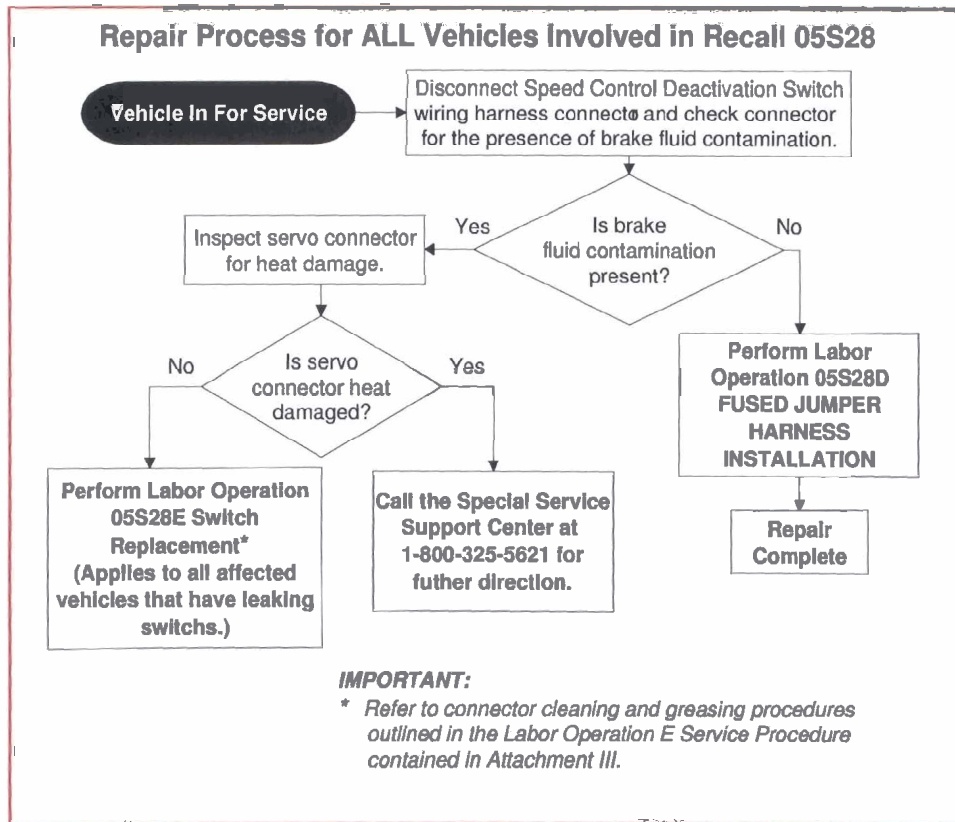 Repair Process for ALL Vehicles Involved in Recall 05S28
Vehicle In For Service
Disconnect Speed Control Deactivation Switch
wiring harness connecto and check connector
for the presence of brake fluid contamination.
Is brake
fluid contamination
present?
Yes
No
Inspect servo connector
for heat damage.
Is servo
connector heat
damaged?
No
Yes
Perform Labor
Operation 05S28D
FUSED JUMPER
HARNESS
INSTALLATION
Repair
Complete
Perform Labor Operation
05S28E Switch
Replacement*
(Applies to all affected
vehicles that have leaking
switchs.)
Call the Special Service
Support Center at
1-800-325-5621 for
futher direction.
IMPORTANT:
* Refer to connector cleaning and greasing procedures
outlined in the Labor Operation E Service Procedure
contained in Attachment III.